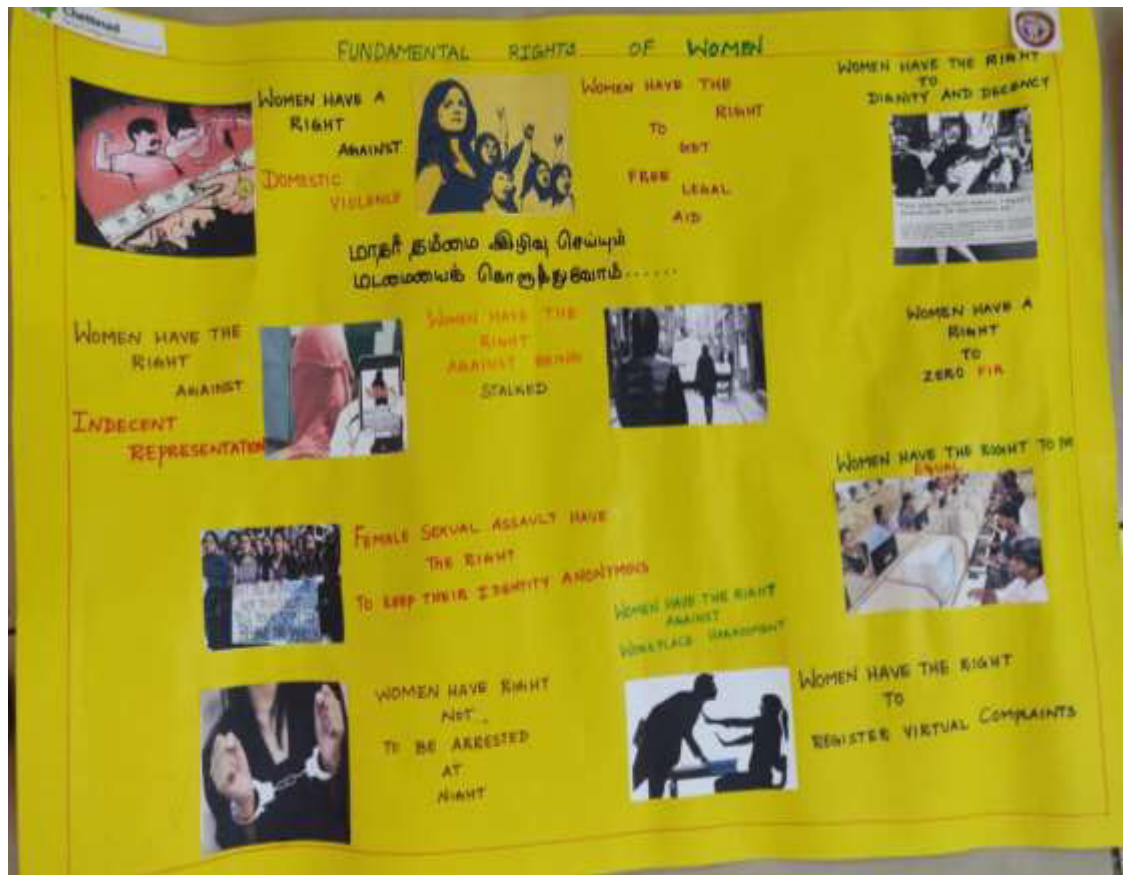 Chettinad
FUNDAMENTAL RIGHTS OF WOMEN
WOMEN HAVE A
RIGHT
AGAINST
DOMESTIC
VIOLENCE
WOMEN HAVE THE
RIGHT
TO
GET
FREE
LEGAL
AID
WOMEN HAVE THE RIGHT
TO
DIGNITY AND DECENCY
மாதர் தம்மை இழிவு செய்யும்
மடமையைக் கொளுத்துவோம்......
WOMEN HAVE THE
RIGHT
AGAINST
INDECENT
REPRESENTATION
WOMEN HAVE THE
RIGHT
AGAINST BEING
STALKED
WOMEN HAVE A
RIGHT
TO
ZERO FIR
WOMEN HAVE THE RIGHT TO
EQUAL
FEMALE SEXUAL ASSAULT HAVE
THE RIGHT
TO KEEP THEIR IDENTITY ANONYMOUS
WOMEN HAVE THE RIGHT
AGAINST
WORKPLACE HARASSMENT
WOMEN HAVE RIGHT
NOT
TO BE ARRESTED
AT
NIGHT
WOMEN HAVE THE RIGHT
TO
REGISTER VIRTUAL COMPLAINTS